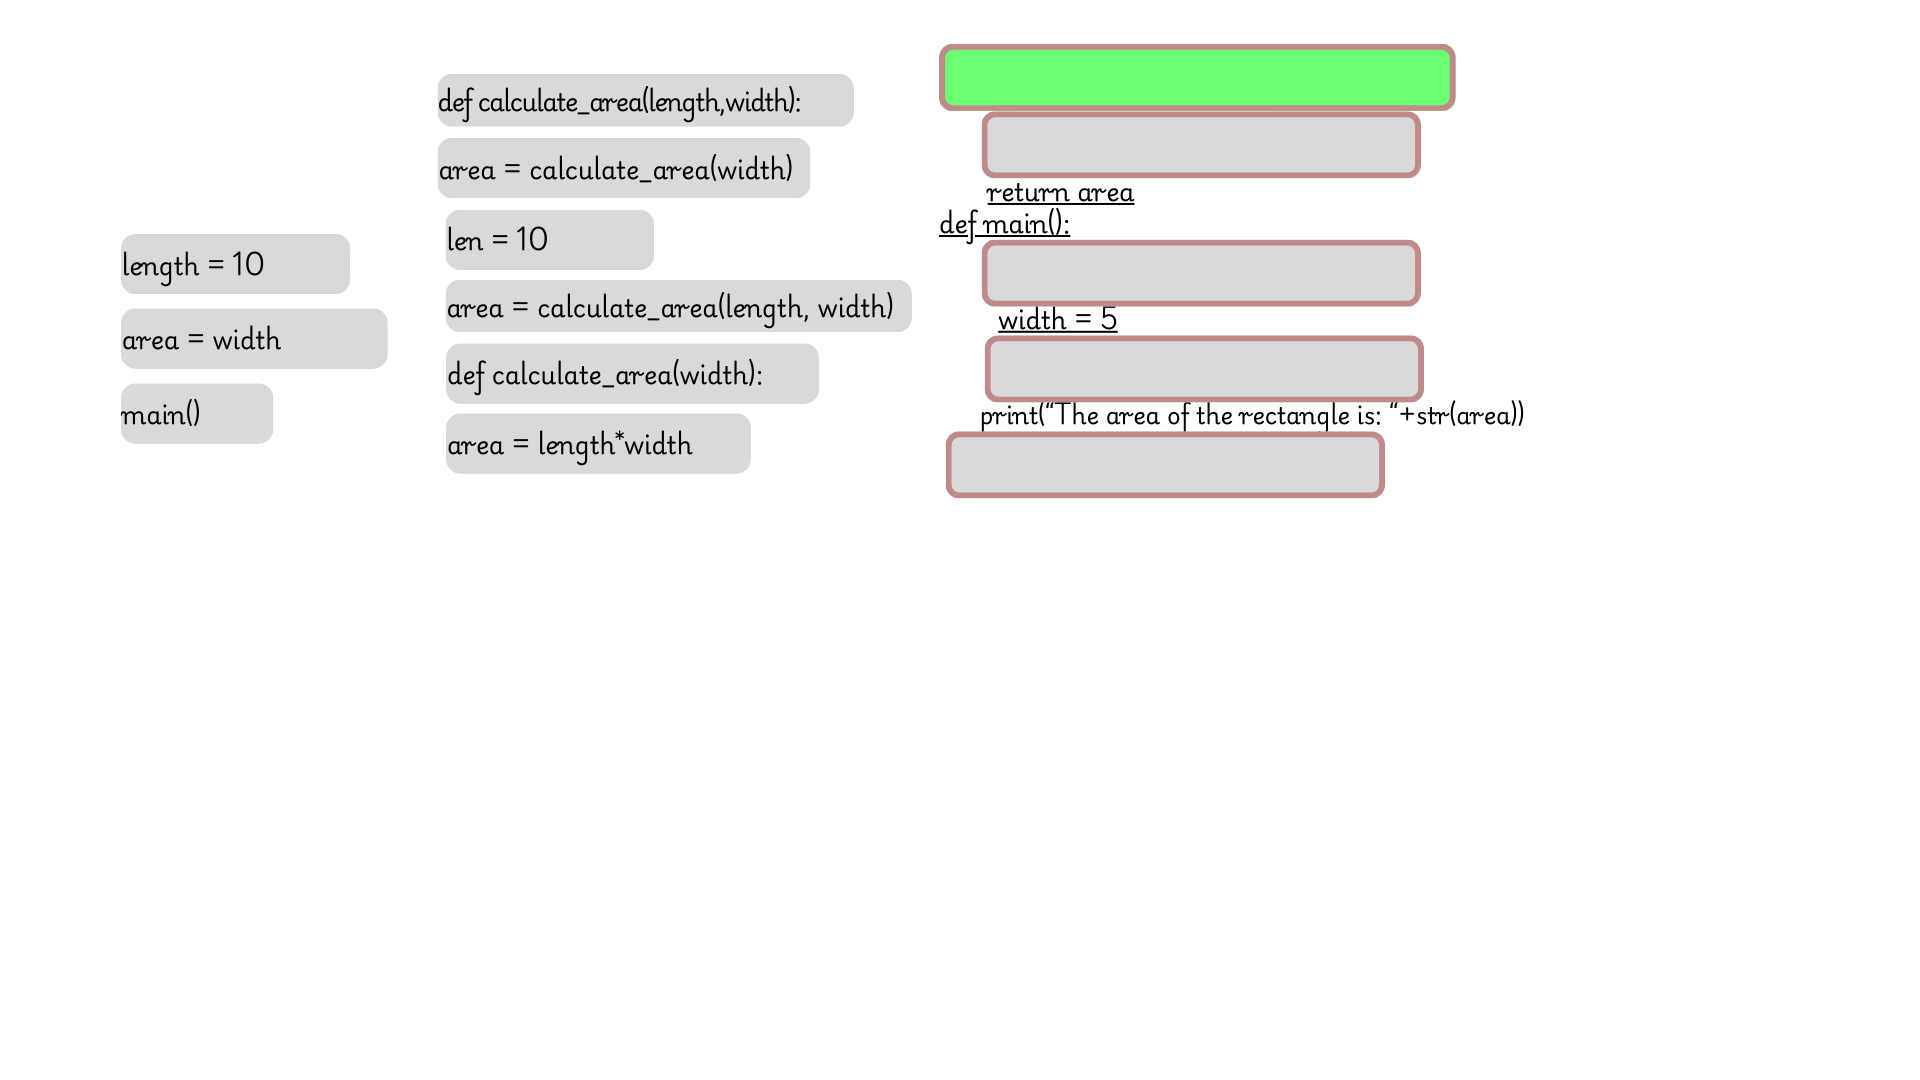 length = 10
area = width
main()
def calculate_area(length,width):
area = calculate_area(width)
len = 10
area = calculate_area(length, width)
def calculate_area(width):
area = length*width
return area
def main():
width = 5
print(“The area of the rectangle is: “+str(area))